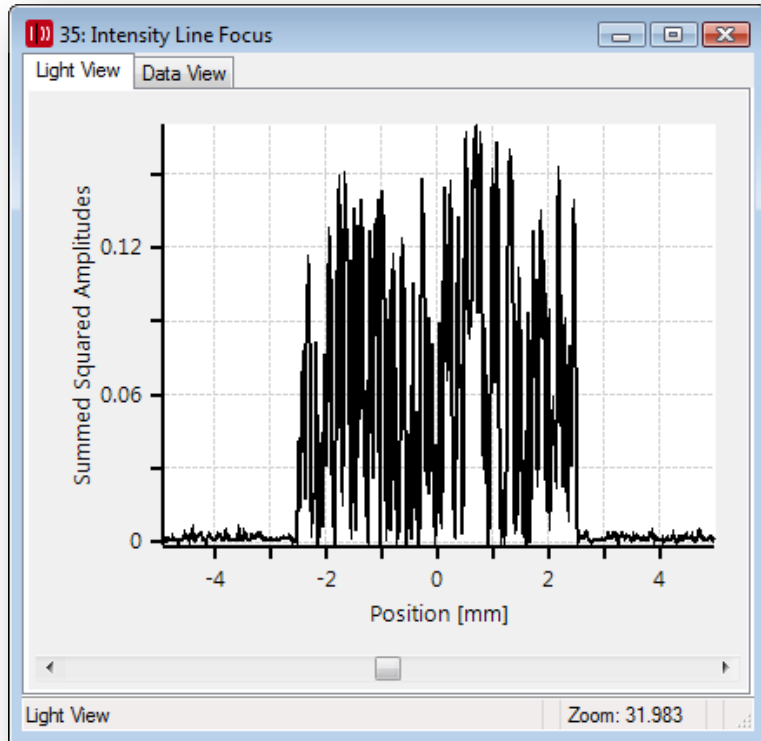 35: Intensity Line Focus
Light View Data View
Summed Squared Amplitudes
0.12
0.06
0
-4 -2 0 2 4
Position [mm]
Light View Zoom: 31.983